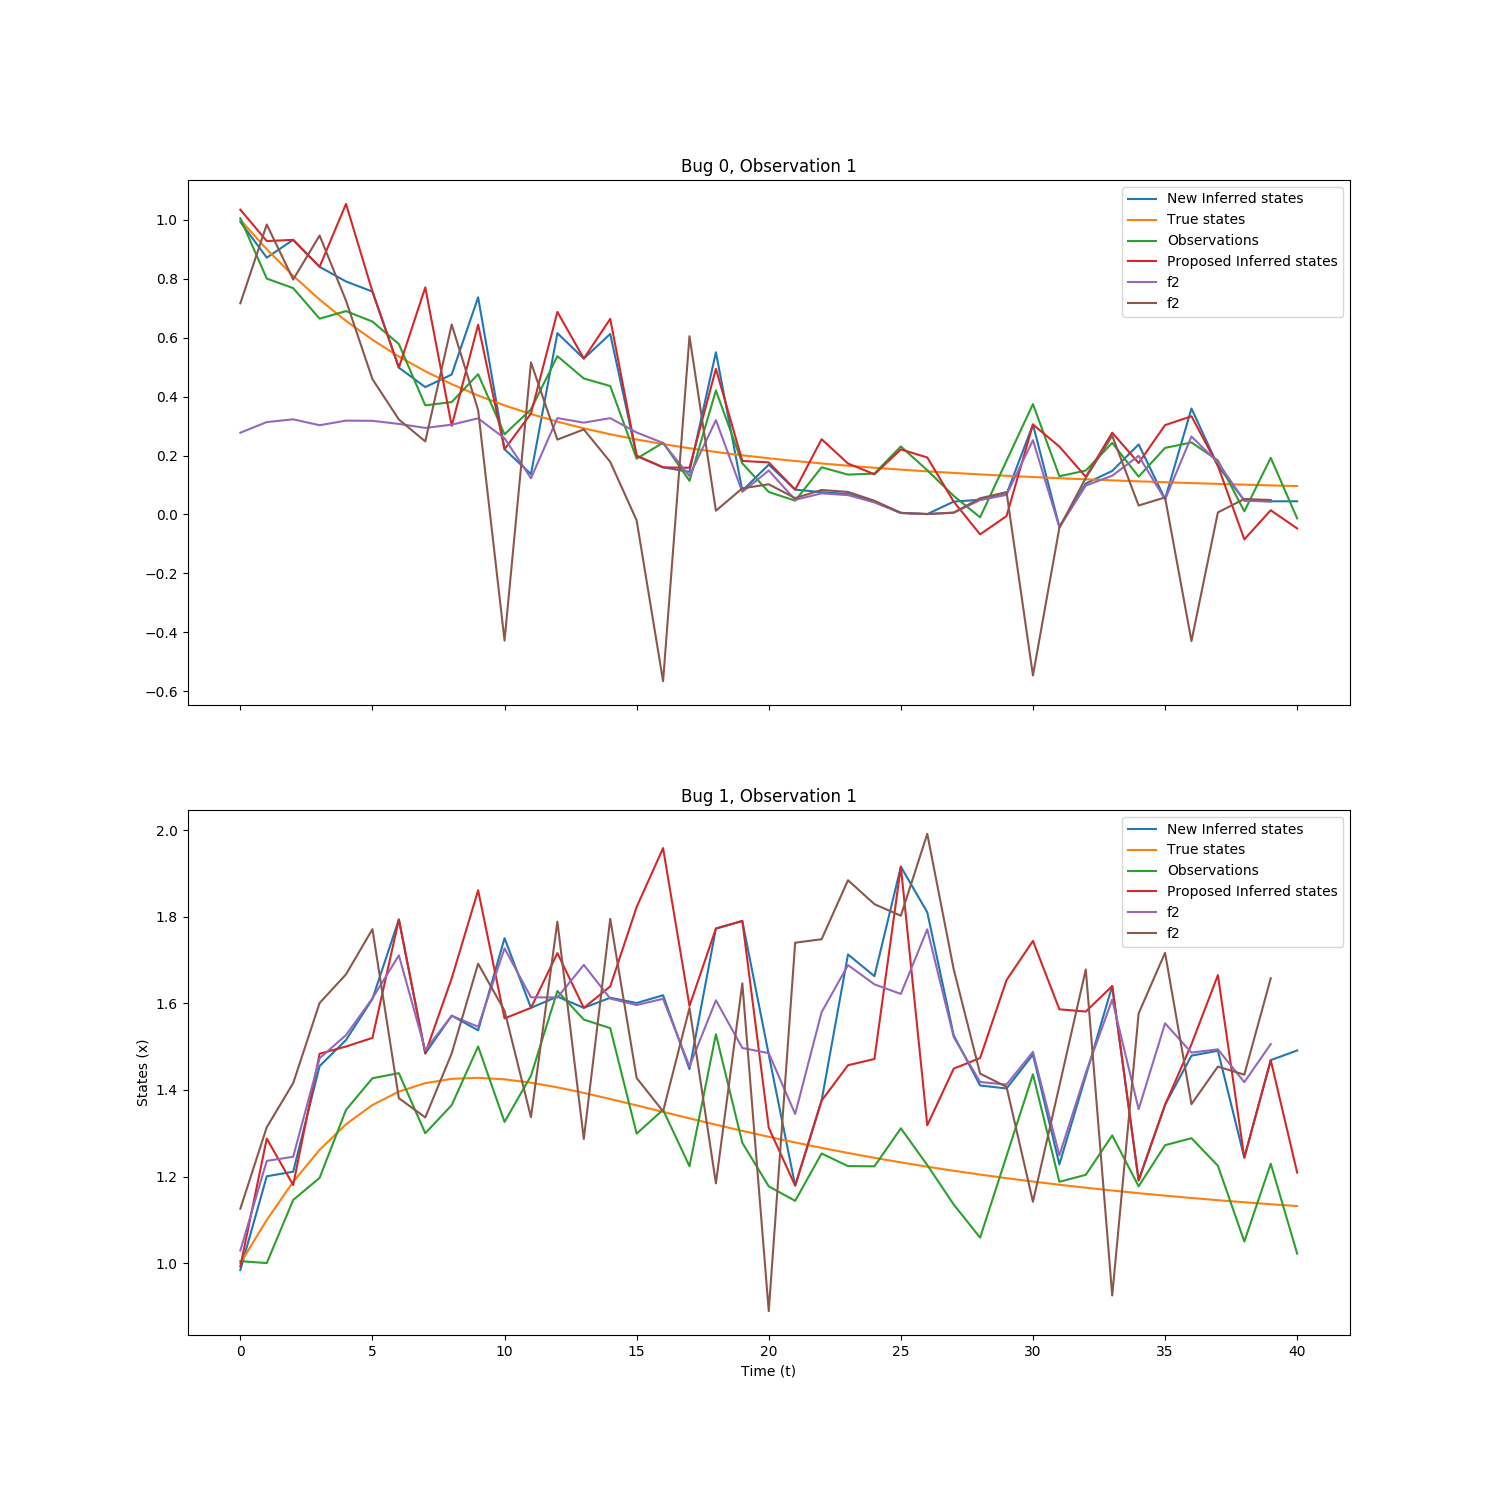 Bug 0, Observation 1
New Inferred states
True states
Observations
Proposed Inferred states
f2
f2
1.0
0.8
0.6
0.4
0.2
0.0
−0.2
−0.4
−0.6
Bug 1, Observation 1
New Inferred states
True states
Observations
Proposed Inferred states
f2
f2
2.0
1.8
1.6
1.4
1.2
1.0
States (x)
0 5 10 15 20 25 30 35 40
Time (t)